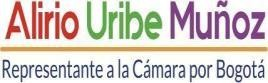 Alirio Uribe Muñoz
Representante a la Cámara por Bogotá